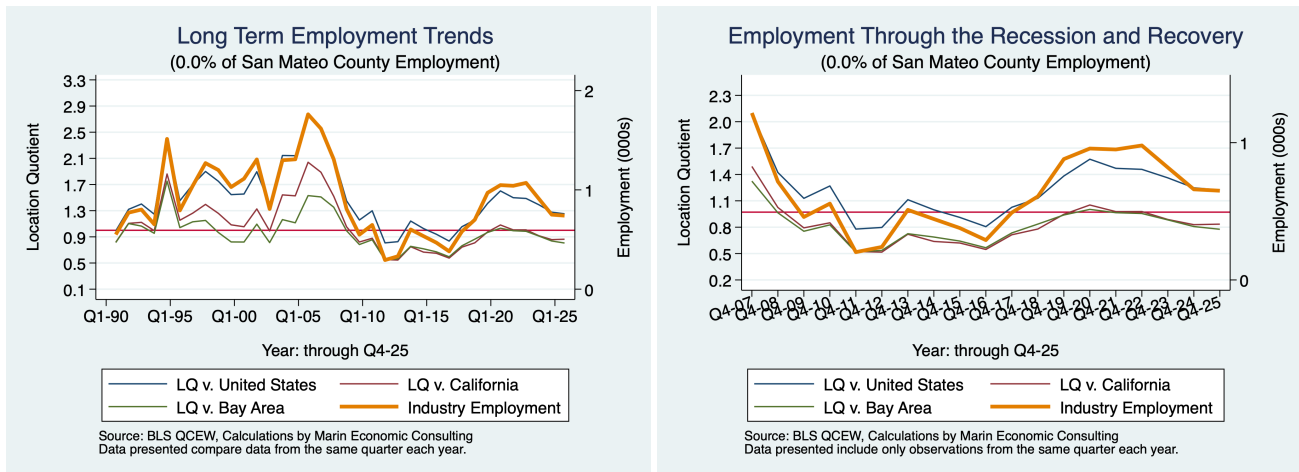 Long Term Employment Trends
(0.0% of San Mateo County Employment)
Location Quotient
3.3
2.9
2.5
2.1
1.7
1.3
0.9
0.5
0.1
2
1
0
Employment (000s)
Q1-90 Q1-95 Q1-00 Q1-05 Q1-10 Q1-15 Q1-20 Q1-25
Year: through Q4-25
LQ v. United States LQ v. California
LQ v. Bay Area Industry Employment
Source: BLS QCEW, Calculations by Marin Economic Consulting
Data presented compare data from the same quarter each year.
Employment Through the Recession and Recovery
(0.0% of San Mateo County Employment)
Location Quotient
2.3
2.0
1.7
1.4
1.1
0.8
0.5
0.2
1
0
Employment (000s)
Q4-07 Q4-08 Q4-09 Q4-10 Q4-11 Q4-12 Q4-13 Q4-14 Q4-15 Q4-16 Q4-17 Q4-18 Q4-19 Q4-20 Q4-21 Q4-22 Q4-23 Q4-24 Q4-25
Year: through Q4-25
LQ v. United States LQ v. California
LQ v. Bay Area Industry Employment
Source: BLS QCEW, Calculations by Marin Economic Consulting
Data presented include only observations from the same quarter each year.